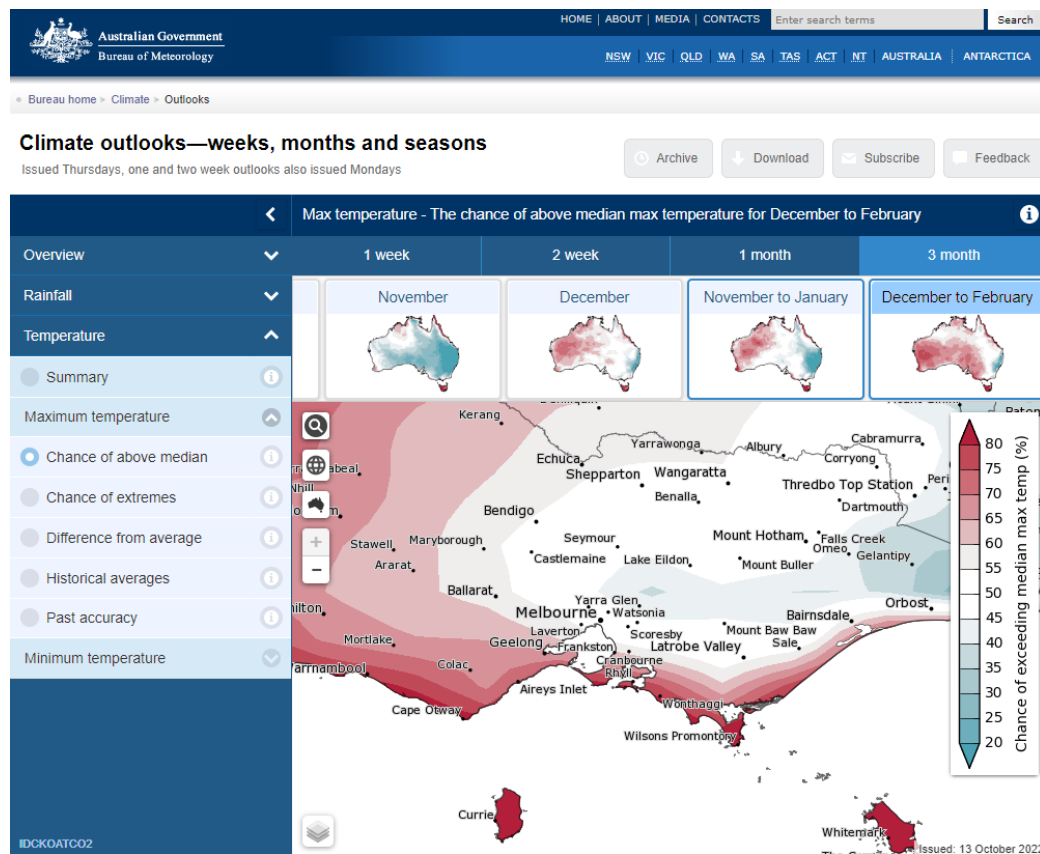 HOME | ABOUT | MEDIA | CONTACTS Enter search terms Search
Australian Government
Bureau of Meteorology
NSW VIC QLD WA SA TAS ACT NT AUSTRALIA ANTARCTICA
Bureau home > Climate > Outlooks
Climate outlooks—weeks, months and seasons
Issued Thursdays, one and two week outlooks also issued Mondays
Archive Download Subscribe Feedback
Max temperature - The chance of above median max temperature for December to February
Overview
1 week 2 week 1 month 3 month
Rainfall
November December November to January December to February
Temperature
Summary
Maximum temperature
Chance of above median
Chance of extremes
Difference from average
Historical averages
Past accuracy
Minimum temperature
Kerang
Yarrawonga Albury Cabramurra
Echuca Corryong
Shepparton Wangaratta
Thredbo Top Station
Benalla
Dartmouth
Bendigo
Mount Hotham Falls Creek
Seymour
Stawell Maryborough
Omeo Gelantipy
Castlemaine Lake Eildon
Ararat Mount Buller
Ballarat
Yarra Glen
Orbost
Melbourne Watsonia
Bairnsdale
Laverton Scoresby Mount Baw Baw
Mortlake
Geelong Frankston Latrobe Valley Sale
Colac Cranbourne
Rhyll
Aireys Inlet
Wonthaggi
Cape Otway
Wilsons Promontory
Currie
Whitemark
80
75
70
65
60
55
50
45
40
35
30
25
20
Chance of exceeding median max temp (%)
IDCKOATCO2
Issued: 13 October 2022